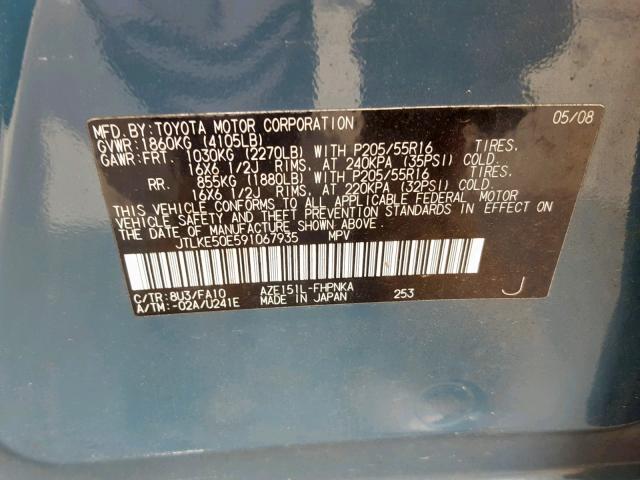 MFD. BY: TOYOTA MOTOR CORPORATION 05/08
GVWR: 1860KG (4105LB)
GAWR: FRT. 1030KG (2270LB) WITH P205/55R16 TIRES.
16X6 1/2J RIMS, AT 240KPA (35PSI) COLD.
RR. 855KG (1880LB) WITH P205/55R16 TIRES.
16X6 1/2J RIMS, AT 220KPA (32PSI) COLD.
THIS VEHICLE CONFORMS TO ALL APPLICABLE FEDERAL MOTOR
VEHICLE SAFETY AND THEFT PREVENTION STANDARDS IN EFFECT ON
THE DATE OF MANUFACTURE SHOWN ABOVE.
JTLKE50E591067935 MPV
C/TR: 8U3/FA10 AZE151L-FHPNKA 253 J
A/TM: -02A/U241E MADE IN JAPAN